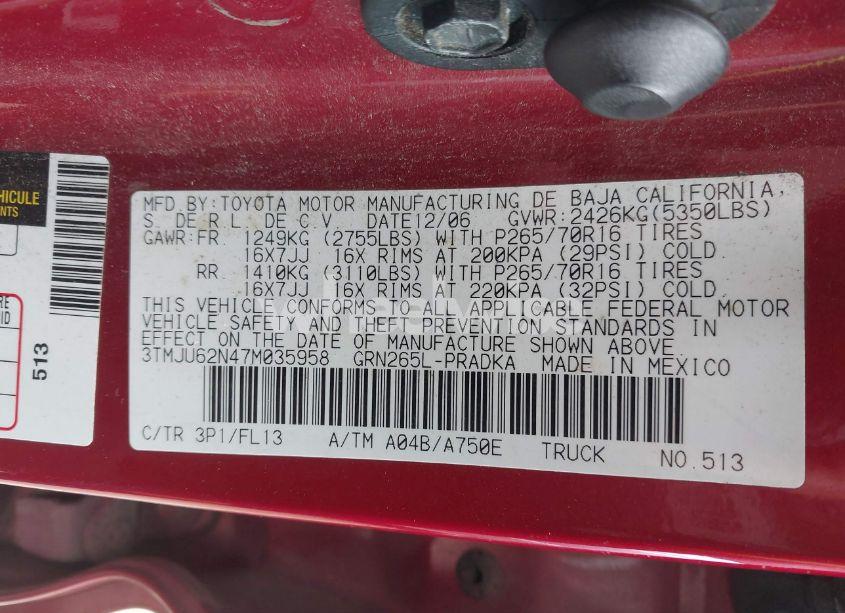 HICULE
NTS
RE
ID
513
MFD.BY:TOYOTA MOTOR MANUFACTURING DE BAJA CALIFORNIA,
S. DE R L. DE C V. DATE12/06 GVWR:2426KG(5350LBS)
GAWR:FR 1249KG (2755LBS) WITH P265/70R16 TIRES
16X7JJ 16X RIMS AT 200KPA (29PSI) COLD.
RR 1410KG (3110LBS) WITH P265/70R16 TIRES
16X7JJ 16X RIMS AT 220KPA (32PSI) COLD.
THIS VEHICLE CONFORMS TO ALL APPLICABLE FEDERAL MOTOR
VEHICLE SAFETY AND THEFT PREVENTION STANDARDS IN
EFFECT ON THE DATE OF MANUFACTURE SHOWN ABOVE.
3TMJU62N47M035958 GRN265L-PRADKA MADE IN MEXICO
C/TR 3P1/FL13 A/TM A04B/A750E TRUCK NO.513